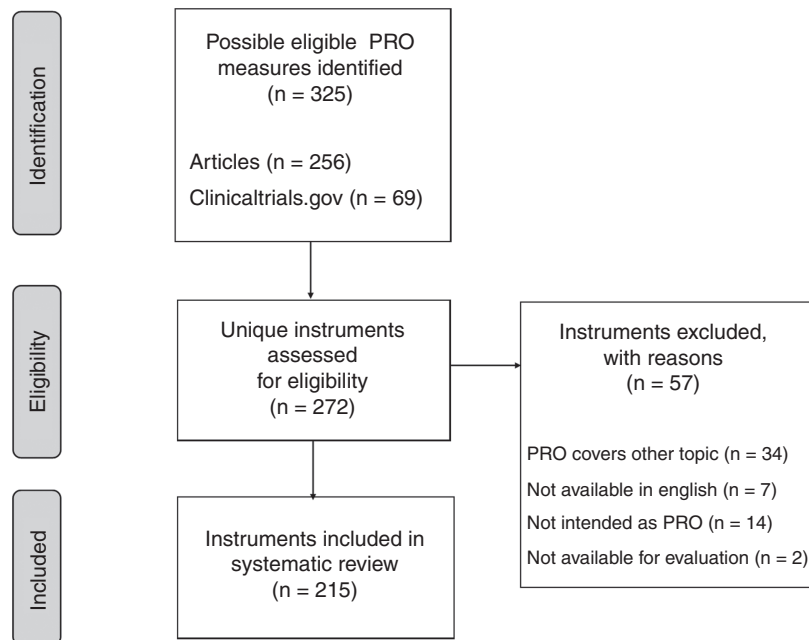 Identification
Possible eligible PRO
measures identified
(n = 325)
Articles (n = 256)
Clinicaltrials.gov (n = 69)
Eligibility
Unique instruments
assessed
for eligibility
(n = 272)
Instruments excluded,
with reasons
(n = 57)
PRO covers other topic (n = 34)
Not available in english (n = 7)
Not intended as PRO (n = 14)
Not available for evaluation (n = 2)
Included
Instruments included in
systematic review
(n = 215)